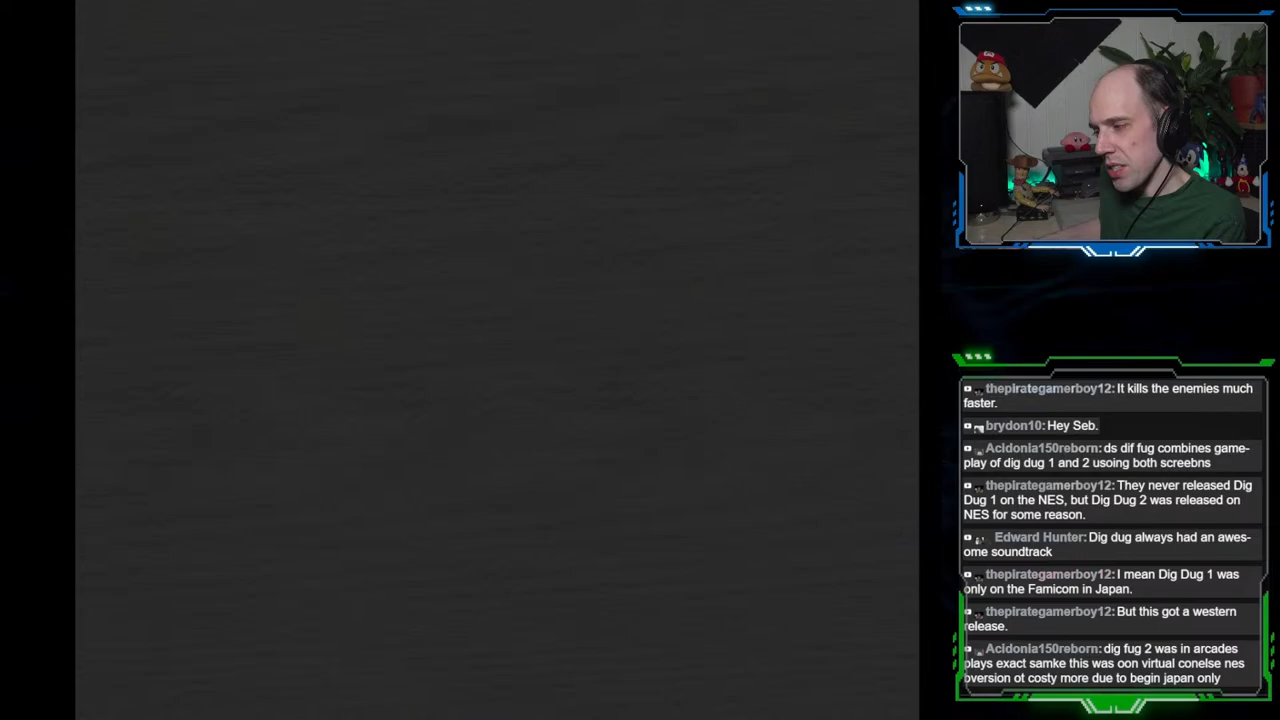 thepirategamerboy12: It kills the enemies much
faster.
brydon10: Hey Seb.
Acidonia150reborn: ds dif fug combines game-
play of dig dug 1 and 2 usoing both screebns
thepirategamerboy12: They never released Dig
Dug 1 on the NES, but Dig Dug 2 was released on
NES for some reason.
Edward Hunter: Dig dug always had an awes-
ome soundtrack
thepirategamerboy12: I mean Dig Dug 1 was
only on the Famicom in Japan.
thepirategamerboy12: But this got a western
release.
Acidonia150reborn: dig fug 2 was in arcades
plays exact samke this was oon virtual conelse nes
bversion ot costy more due to begin japan only